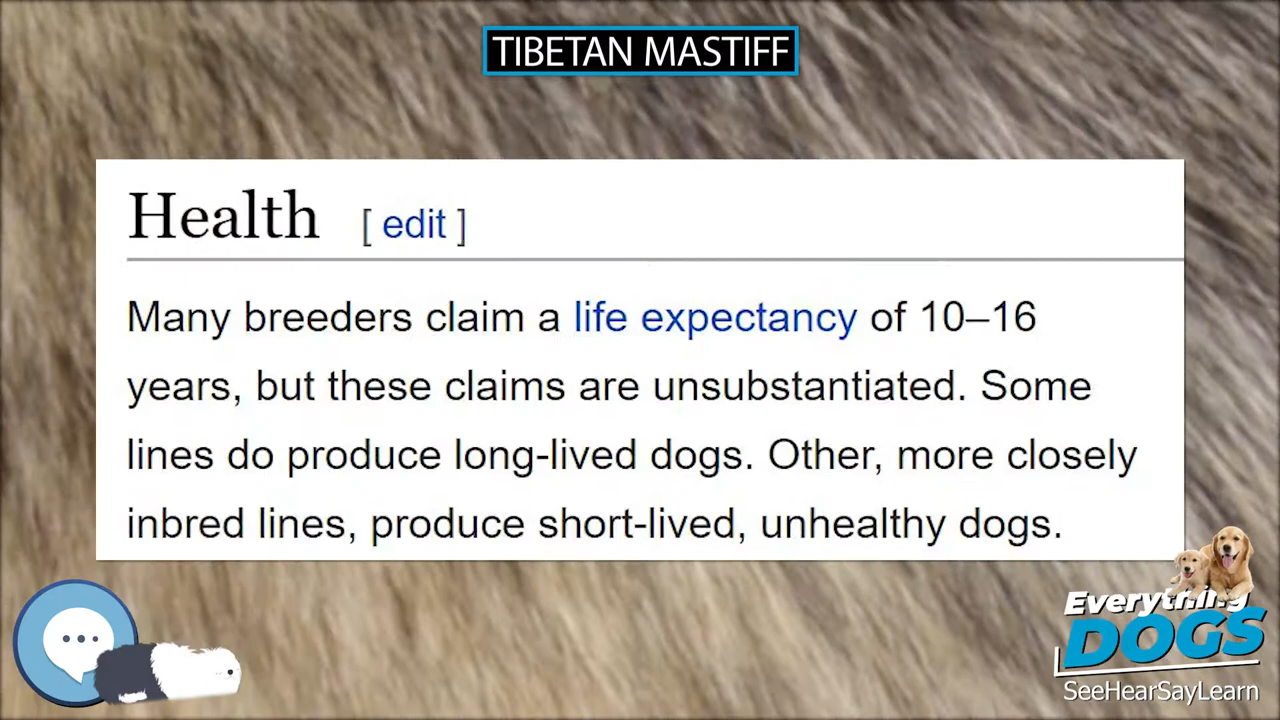 TIBETAN MASTIFF
Health [ edit ]
Many breeders claim a life expectancy of 10–16
years, but these claims are unsubstantiated. Some
lines do produce long-lived dogs. Other, more closely
inbred lines, produce short-lived, unhealthy dogs.
Everything
DOGS
SeeHearSayLearn